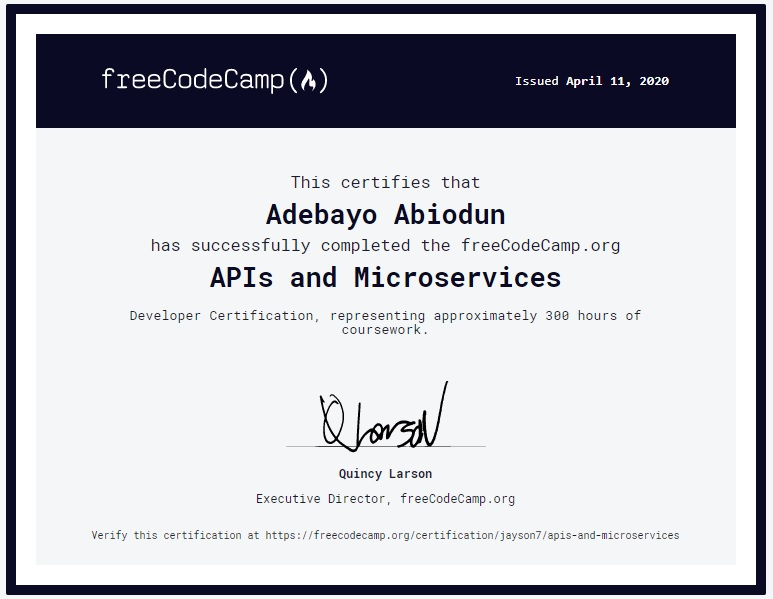 freeCodeCamp
Issued April 11, 2020
This certifies that
Adebayo Abiodun
has successfully completed the freeCodeCamp.org
APIs and Microservices
Developer Certification, representing approximately 300 hours of
coursework.
Q Larson
Quincy Larson
Executive Director, freeCodeCamp.org
Verify this certification at https://freecodecamp.org/certification/jayson7/apis-and-microservices